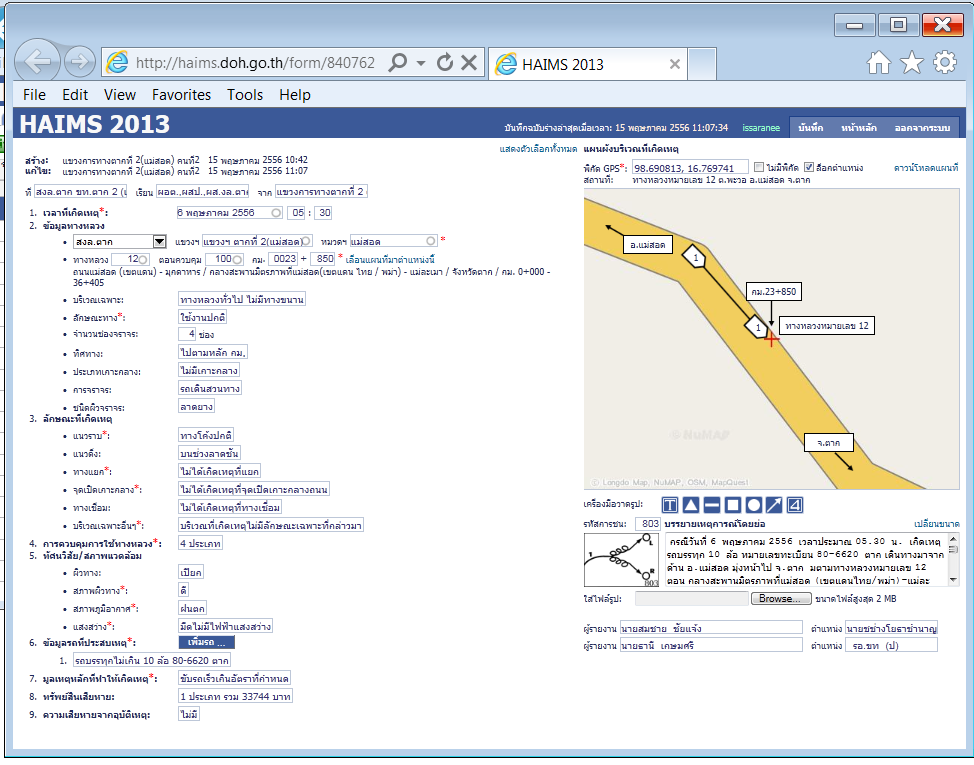 http://haims.doh.go.th/form/840762
HAIMS 2013
File Edit View Favorites Tools Help
HAIMS 2013
บันทึกฉบับร่างล่าสุดเมื่อเวลา: 15 พฤษภาคม 2556 11:07:34 issaranee บันทึก หน้าหลัก ออกจากระบบ
สร้าง: แขวงการทางตากที่ 2(แม่สอด) คนที่2 15 พฤษภาคม 2556 10:42
แก้ไข: แขวงการทางตากที่ 2(แม่สอด) คนที่2 15 พฤษภาคม 2556 11:07
แสดงตัวเลือกทั้งหมด
ที่ สงล.ตาก ขท.ตาก 2 (เ เรียน ผอต.,ผสป.,ผส.งล.ตาก จาก แขวงการทางตากที่ 2
1. เวลาที่เกิดเหตุ*: 6 พฤษภาคม 2556 05 : 30
2. ข้อมูลทางหลวง
• สงล.ตาก แขวงฯ แขวงฯ ตากที่ 2(แม่สอด) หมวดฯ แม่สอด *
• ทางหลวง 12 ตอนควบคุม 100 กม. 0023 + 850 * เลือนแผนที่มาตำแหน่งนี้
ถนนแม่สอด (เขตแดน) - มุกดาหาร / กลางสะพานมิตรภาพที่แม่สอด(เขตแดน ไทย / พม่า) - แม่ละเมา / จังหวัดตาก / กม. 0+000 -
36+405
• บริเวณเฉพาะ: ทางหลวงทั่วไป ไม่มีทางขนาน
• ลักษณะทาง*: ใช้งานปกติ
• จำนวนช่องจราจร: 4 ช่อง
• ทิศทาง: ไปตามหลัก กม.
• ประเภทเกาะกลาง: ไม่มีเกาะกลาง
• การจราจร: รถเดินสวนทาง
• ชนิดผิวจราจร: ลาดยาง
3. ลักษณะที่เกิดเหตุ
• แนวราบ*: ทางโค้งปกติ
• แนวดิ่ง: บนช่วงลาดชัน
• ทางแยก*: ไม่ได้เกิดเหตุที่แยก
• จุดเปิดเกาะกลาง*: ไม่ได้เกิดเหตุที่จุดเปิดเกาะกลางถนน
• ทางเชื่อม: ไม่ได้เกิดเหตุที่ทางเชื่อม
• บริเวณเกิดเหตุอื่นๆ*: บริเวณที่เกิดเหตุไม่มีลักษณะเฉพาะที่กล่าวมา
4. การควบคุมการใช้ทางหลวง*: 4 ประเภท
5. ทัศนวิสัย/สภาพแวดล้อม
• ผิวทาง: เปียก
• สภาพผิวทาง*: ดี
• สภาพภูมิอากาศ*: ฝนตก
• แสงสว่าง*: มืดไม่มีไฟฟ้าแสงสว่าง
6. ข้อมูลรถที่ประสบเหตุ*: เพิ่มรถ ...
1. รถบรรทุกไม่เกิน 10 ล้อ 80-6620 ตาก
7. มูลเหตุหลักที่ทำให้เกิดเหตุ*: ขับรถเร็วเกินอัตราที่กำหนด
8. ทรัพย์สินเสียหาย: 1 ประเภท รวม 33744 บาท
9. ความเสียหายจากอุบัติเหตุ: ไม่มี
แผนผังบริเวณที่เกิดเหตุ
พิกัด GPS*: 98.690813, 16.769741 ไม่มีพิกัด ล็อกตำแหน่ง ดาวน์โหลดแผนที่
สถานที่: ทางหลวงหมายเลข 12 ต.พะวอ อ.แม่สอด จ.ตาก
อ.แม่สอด
1
กม.23+850
1
ทางหลวงหมายเลข 12
© NuMAP
จ.ตาก
© Longdo Map, NuMAP, OSM, MapQuest
เครื่องมือวาดรูป: T 4
รหัสการชน: 803 บรรยายเหตุการณ์โดยย่อ เปลี่ยนขนาด
1 L R 803
กรณีวันที่ 6 พฤษภาคม 2556 เวลาประมาณ 05.30 น. เกิดเหตุ
รถบรรทุก 10 ล้อ หมายเลขทะเบียน 80-6620 ตาก เดินทางมาจาก
ด้าน อ.แม่สอด มุ่งหน้าไป จ.ตาก มตามทางหลวงหมายเลข 12
ตอน กลางสะพานมิตรภาพที่แม่สอด (เขตแดนไทย/พม่า)-แม่ละ
ใส่ไฟล์รูป: Browse... ขนาดไฟล์สูงสุด 2 MB
ผู้รายงาน นายสมชาย ชัยแจ้ง ตำแหน่ง นายช่างโยธาชำนาญ
ผู้รายงาน นายธานี เกษมศรี ตำแหน่ง รอ.ขท (ป)